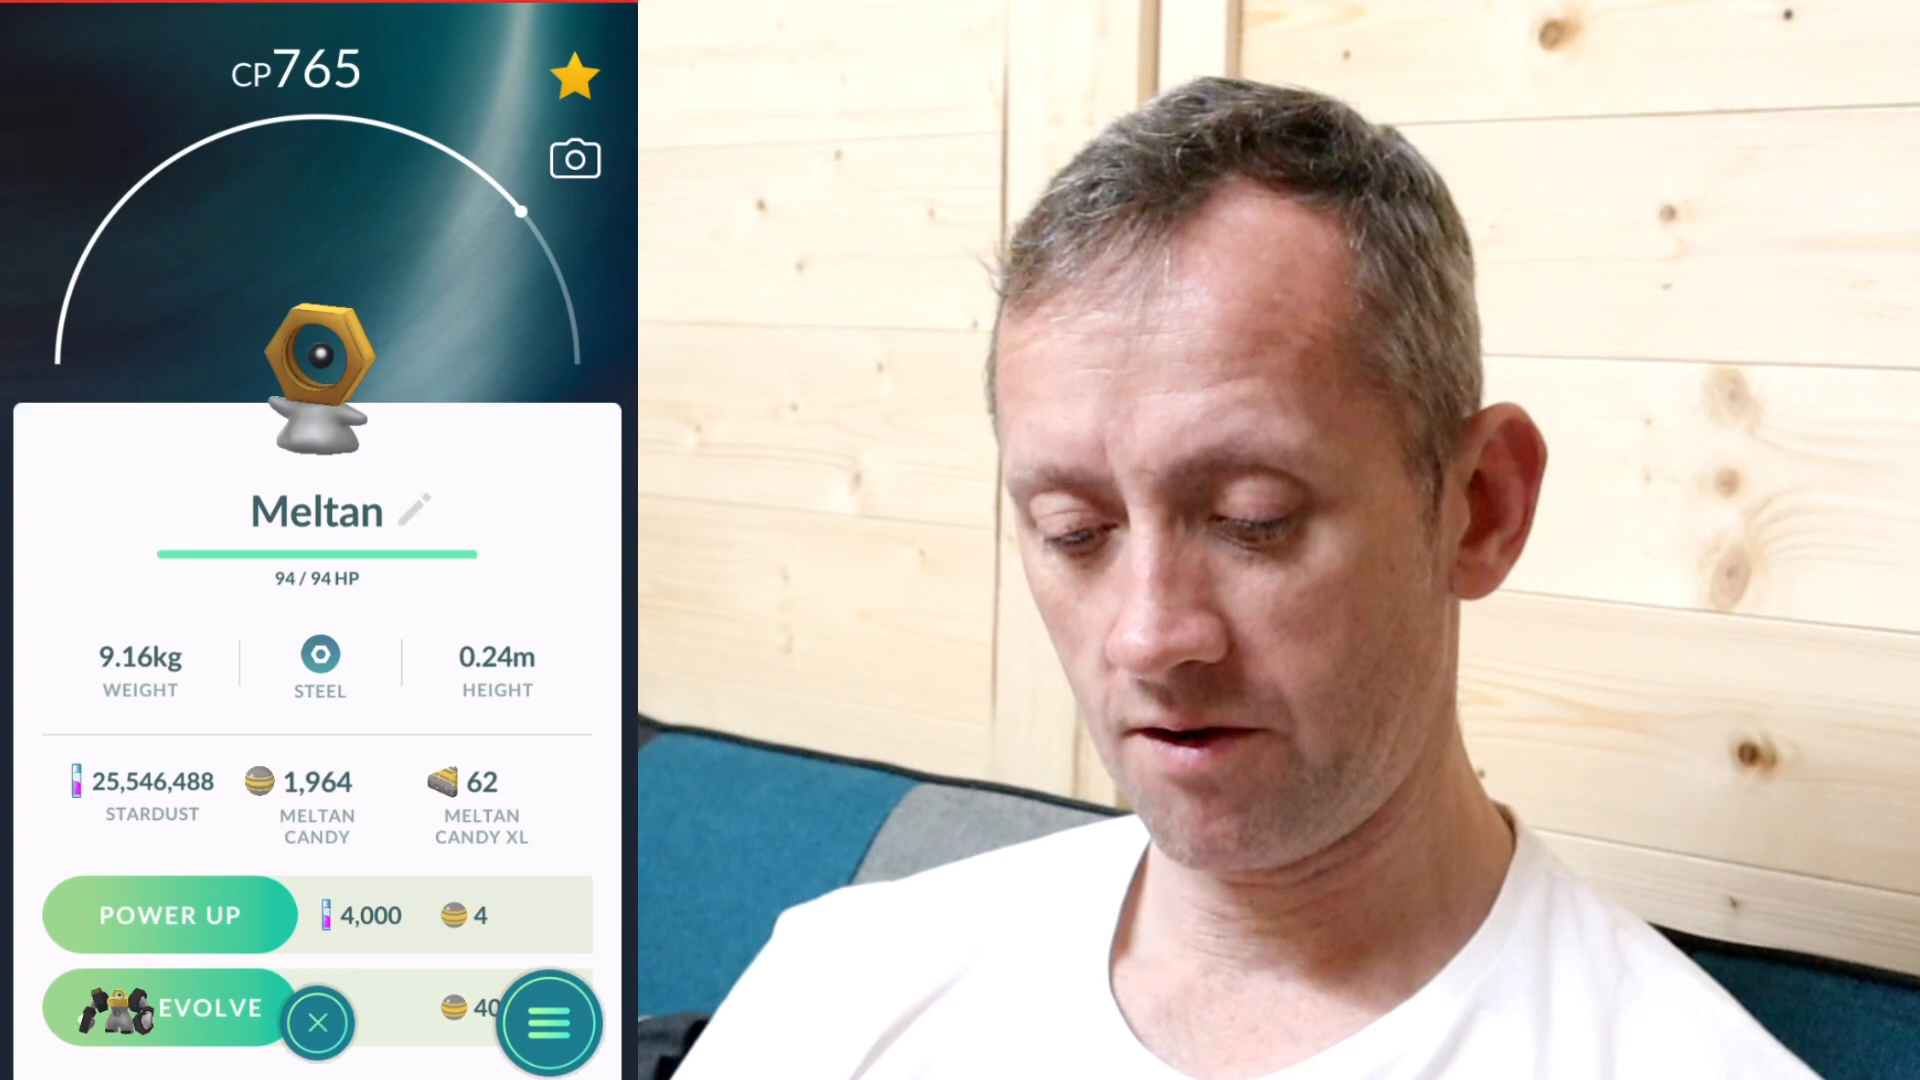 CP765
Meltan
94 / 94 HP
9.16kg
WEIGHT
STEEL
0.24m
HEIGHT
25,546,488
STARDUST
1,964
MELTAN
CANDY
62
MELTAN
CANDY XL
POWER UP
4,000
4
EVOLVE